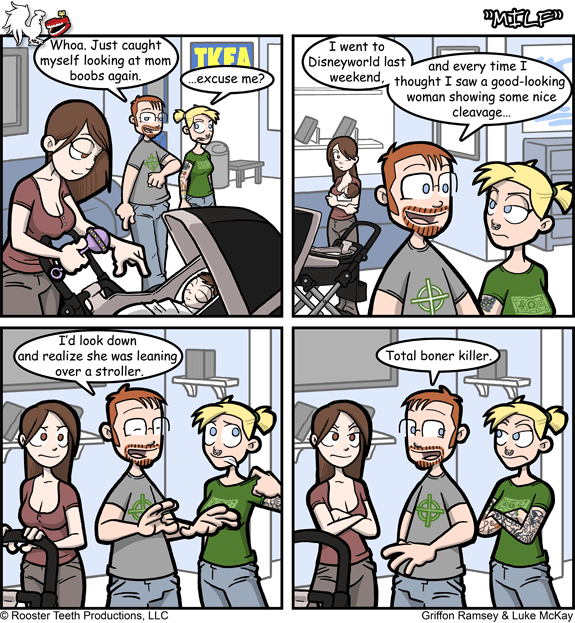 "MILF"
Whoa. Just caught
myself looking at mom
boobs again.
TKEA
...excuse me?
I went to
Disneyworld last
weekend,
and every time I
thought I saw a good-looking
woman showing some nice
cleavage...
I'd look down
and realize she was leaning
over a stroller.
Total boner killer.
© Rooster Teeth Productions, LLC
Griffon Ramsey & Luke McKay